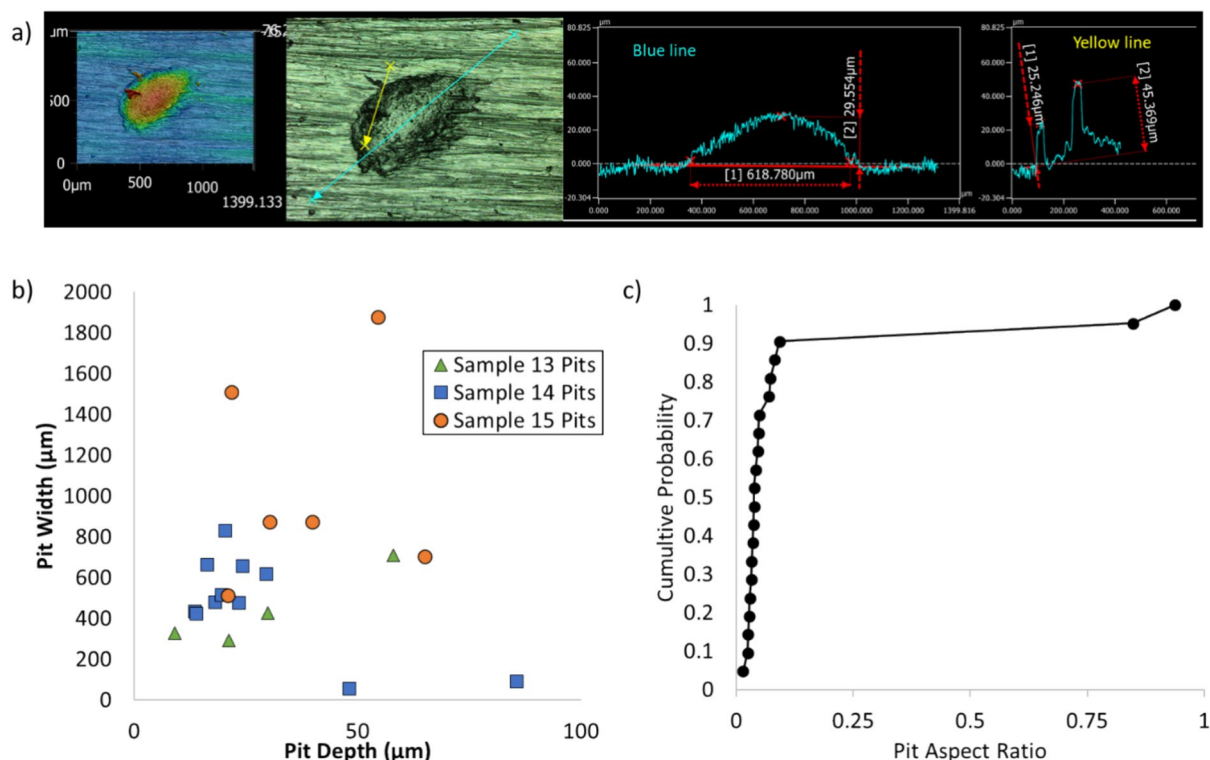 a)
μm
500
0
0μm
500
1000
1399.133
Blue line
μm
80.825
60.000
40.000
20.000
0.000
-20.304
[2] 29.554μm
[1] 618.780μm
μm
0.000
200.000
400.000
600.000
800.000
1000.000
1200.000
1399.816
Yellow line
μm
80.825
60.000
40.000
20.000
0.000
-20.304
[1] 25.246μm
[2] 45.369μm
0.000
200.000
400.000
600.000
b)
Pit Width (μm)
2000
1800
1600
1400
1200
1000
800
600
400
200
0
Sample 13 Pits
Sample 14 Pits
Sample 15 Pits
0
50
100
Pit Depth (μm)
c)
Cumultive Probability
1
0.9
0.8
0.7
0.6
0.5
0.4
0.3
0.2
0.1
0
0
0.25
0.5
0.75
1
Pit Aspect Ratio